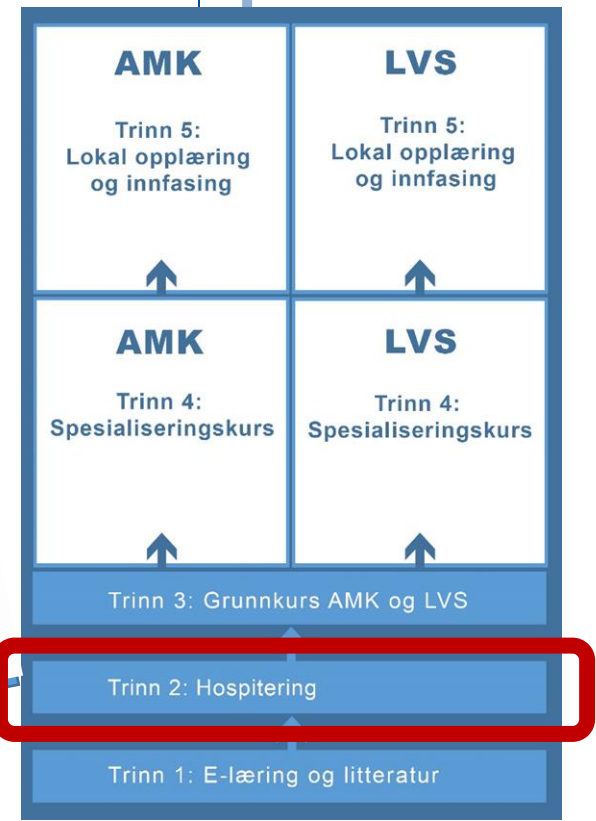 AMK
Trinn 5:
Lokal opplæring
og innfasing
LVS
Trinn 5:
Lokal opplæring
og innfasing
AMK
Trinn 4:
Spesialiseringskurs
LVS
Trinn 4:
Spesialiseringskurs
Trinn 3: Grunnkurs AMK og LVS
Trinn 2: Hospitering
Trinn 1: E-læring og litteratur